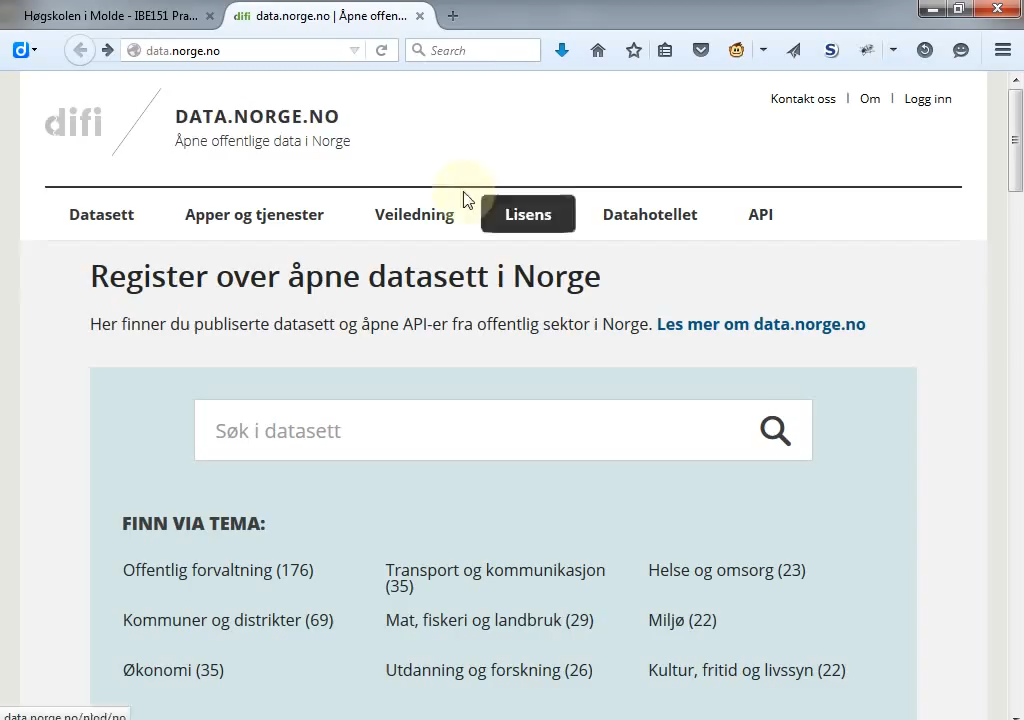 Høgskolen i Molde - IBE151 Pra...
difi data.norge.no | Åpne offen...
data.norge.no
Search
Kontakt oss | Om | Logg inn
difi
DATA.NORGE.NO
Åpne offentlige data i Norge
Datasett Apper og tjenester Veiledning Lisens Datahotellet API
Register over åpne datasett i Norge
Her finner du publiserte datasett og åpne API-er fra offentlig sektor i Norge. Les mer om data.norge.no
Søk i datasett
FINN VIA TEMA:
Offentlig forvaltning (176)
Transport og kommunikasjon
(35)
Helse og omsorg (23)
Kommuner og distrikter (69)
Mat, fiskeri og landbruk (29)
Miljø (22)
Økonomi (35)
Utdanning og forskning (26)
Kultur, fritid og livssyn (22)
data.norge.no/nlod/no